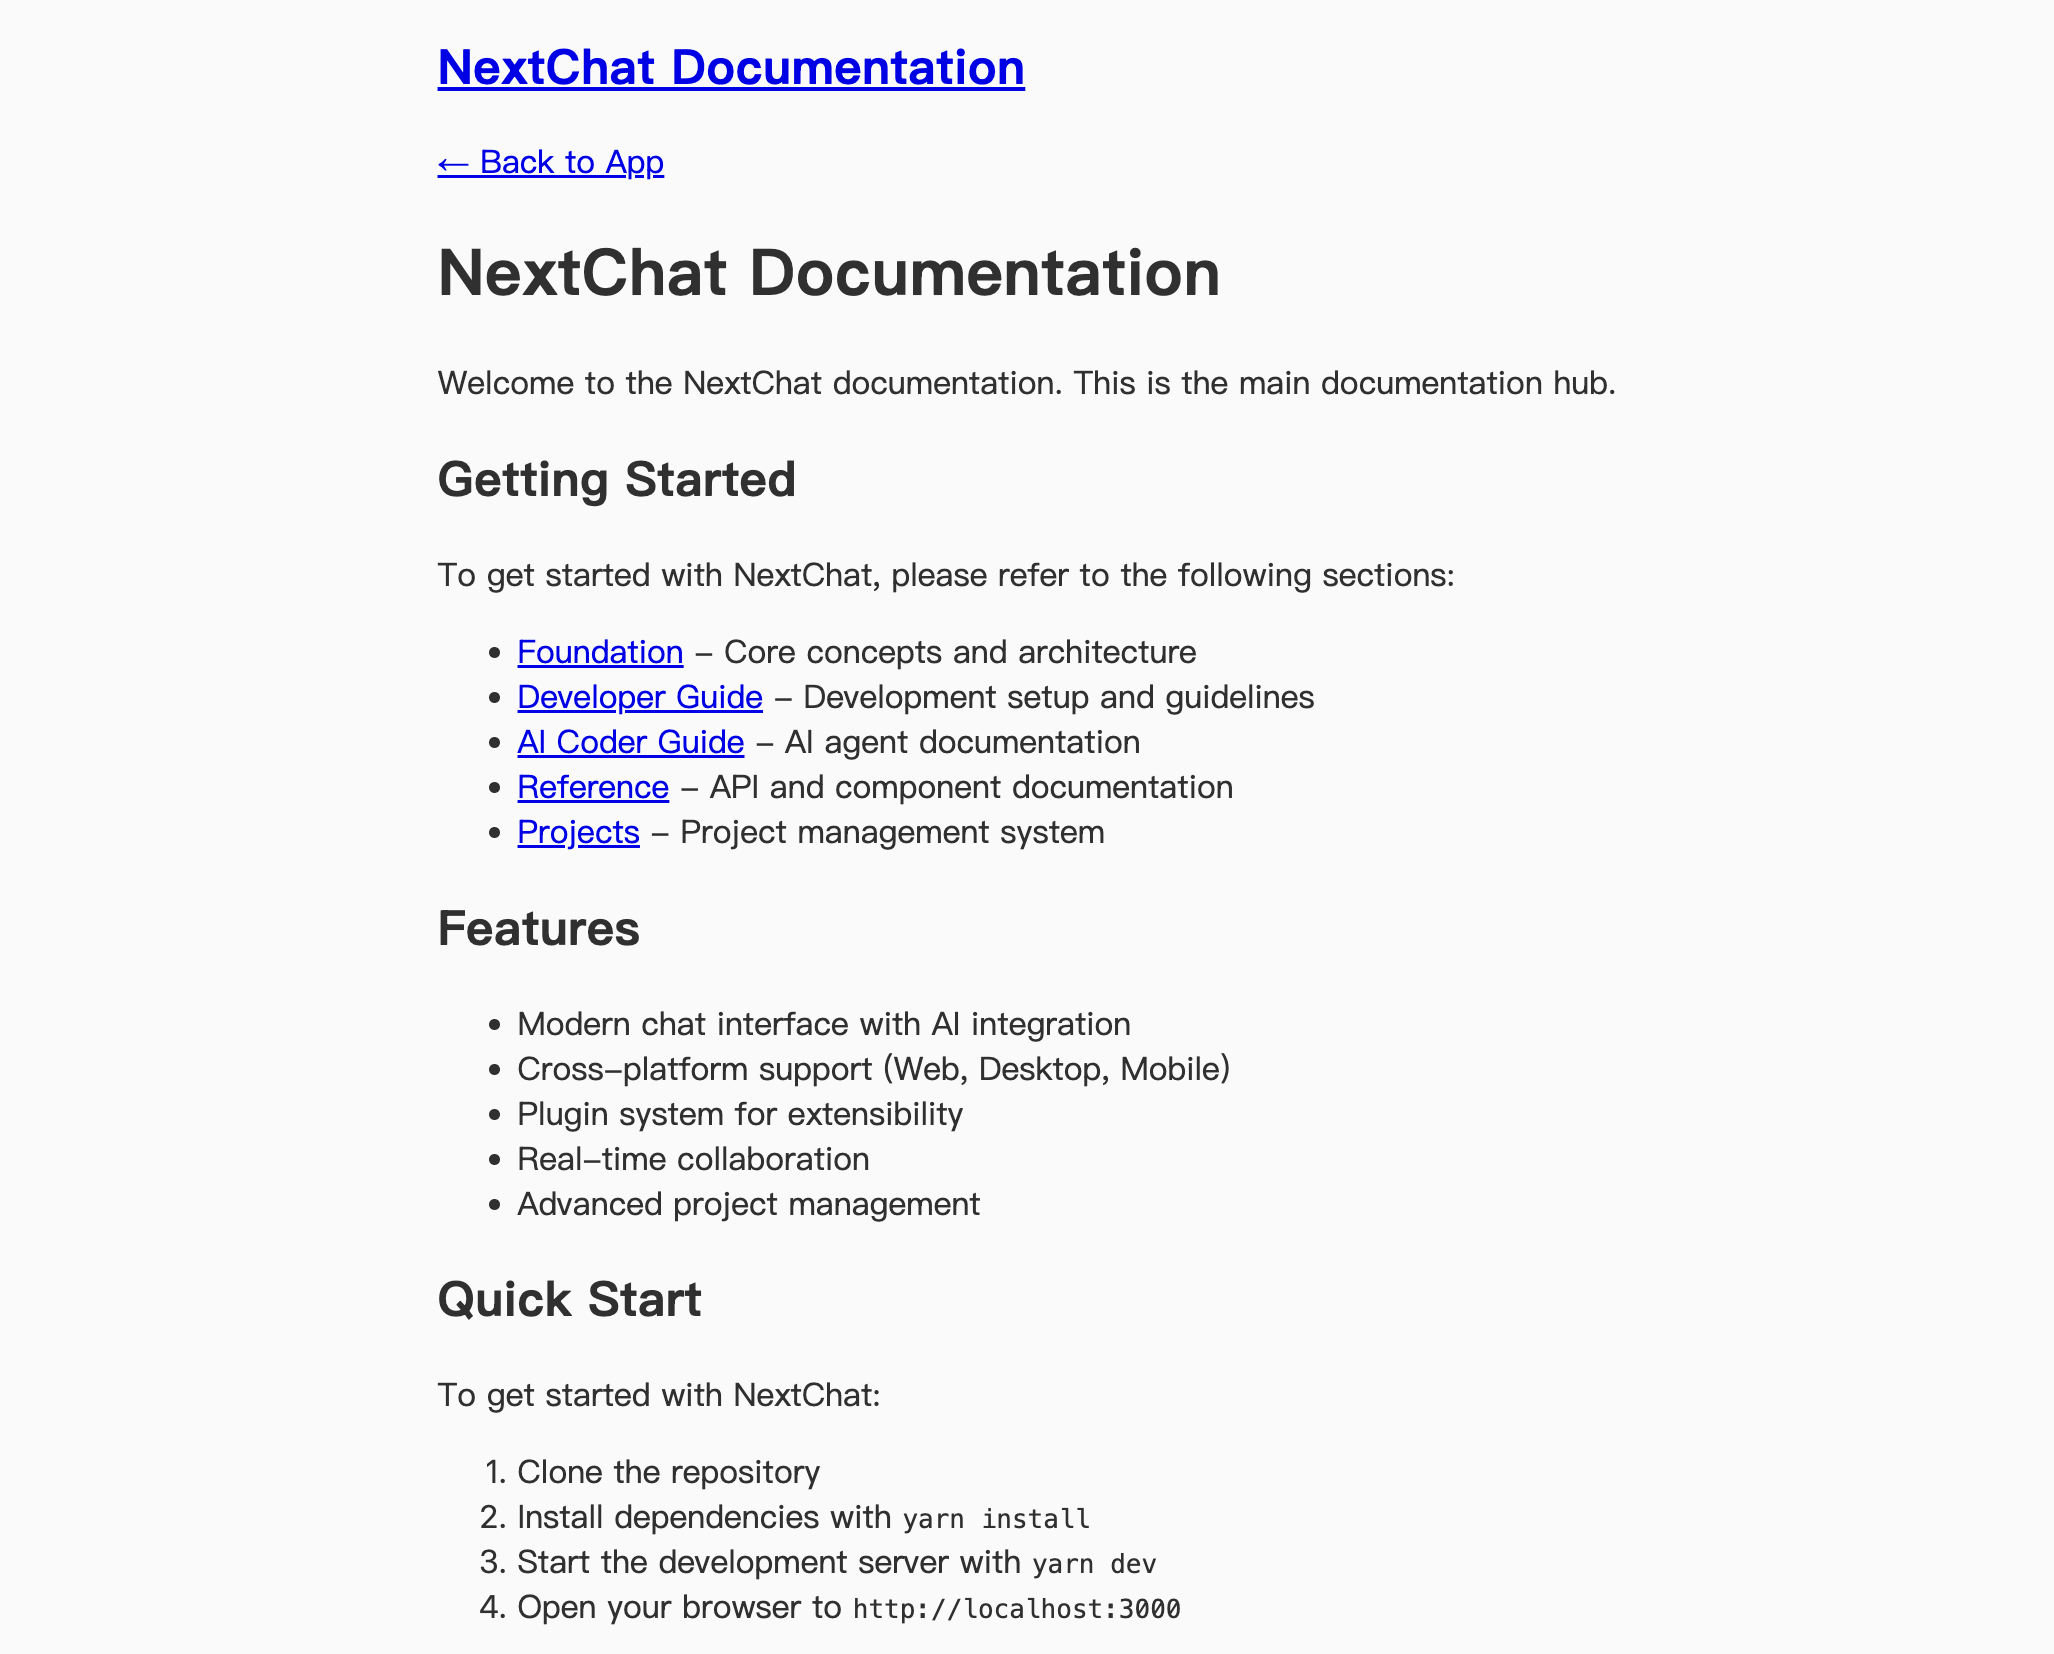 NextChat Documentation
← Back to App
NextChat Documentation
Welcome to the NextChat documentation. This is the main documentation hub.
Getting Started
To get started with NextChat, please refer to the following sections:
• Foundation - Core concepts and architecture
• Developer Guide - Development setup and guidelines
• AI Coder Guide - AI agent documentation
• Reference - API and component documentation
• Projects - Project management system
Features
• Modern chat interface with AI integration
• Cross-platform support (Web, Desktop, Mobile)
• Plugin system for extensibility
• Real-time collaboration
• Advanced project management
Quick Start
To get started with NextChat:
1. Clone the repository
2. Install dependencies with yarn install
3. Start the development server with yarn dev
4. Open your browser to http://localhost:3000